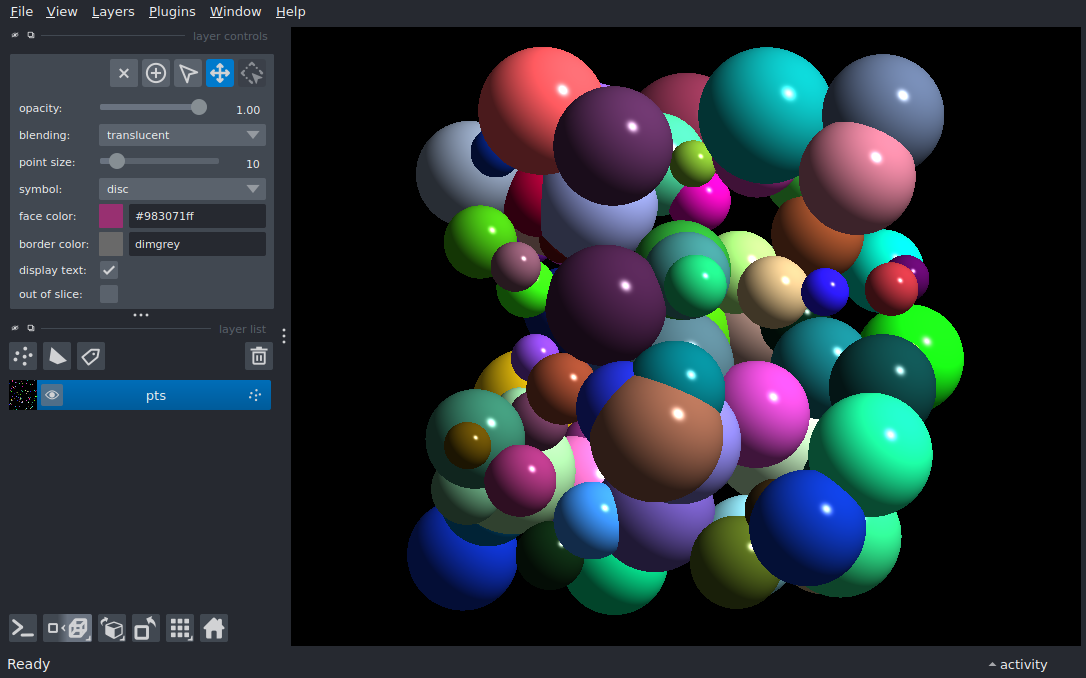 File View Layers Plugins Window Help
layer controls
opacity: 1.00
blending: translucent
point size: 10
symbol: disc
face color: #983071ff
border color: dimgrey
display text:
out of slice:
layer list
pts
Ready
activity